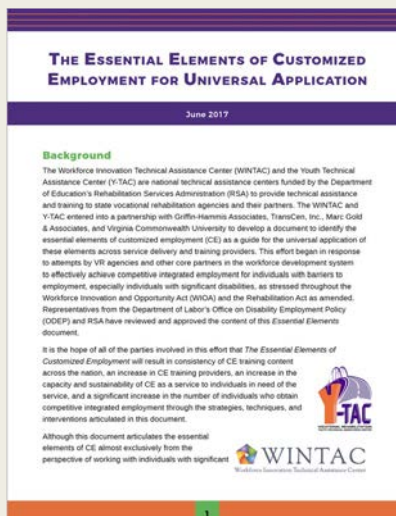 THE ESSENTIAL ELEMENTS OF CUSTOMIZED
EMPLOYMENT FOR UNIVERSAL APPLICATION
June 2017
Background
The Workforce Innovation Technical Assistance Center (WINTAC) and the Youth Technical
Assistance Center (Y-TAC) are national technical assistance centers funded by the Department
of Education's Rehabilitation Services Administration (RSA) to provide technical assistance
and training to state vocational rehabilitation agencies and their partners. The WINTAC and
Y-TAC entered into a partnership with Griffin-Hammis Associates, TransCen, Inc., Marc Gold
& Associates, and Virginia Commonwealth University to develop a document to identify the
essential elements of customized employment (CE) as a guide for the universal application of
these elements across service delivery and training providers. This effort began in response
to attempts by VR agencies and other core partners in the workforce development system
to effectively achieve competitive integrated employment for individuals with barriers to
employment, especially individuals with significant disabilities, as stressed throughout the
Workforce Innovation and Opportunity Act (WIOA) and the Rehabilitation Act as amended.
Representatives from the Department of Labor's Office on Disability Employment Policy
(ODEP) and RSA have reviewed and approved the content of this Essential Elements
document.
It is the hope of all of the parties involved in this effort that The Essential Elements of
Customized Employment will result in consistency of CE training content
across the nation, an increase in CE training providers, an increase in the
capacity and sustainability of CE as a service to individuals in need of the
service, and a significant increase in the number of individuals who obtain
competitive integrated employment through the strategies, techniques, and
interventions articulated in this document.
Y-TAC
Although this document articulates the essential
elements of CE almost exclusively from the
perspective of working with individuals with significant
WINTAC
Workforce Innovation Technical Assistance Center
1